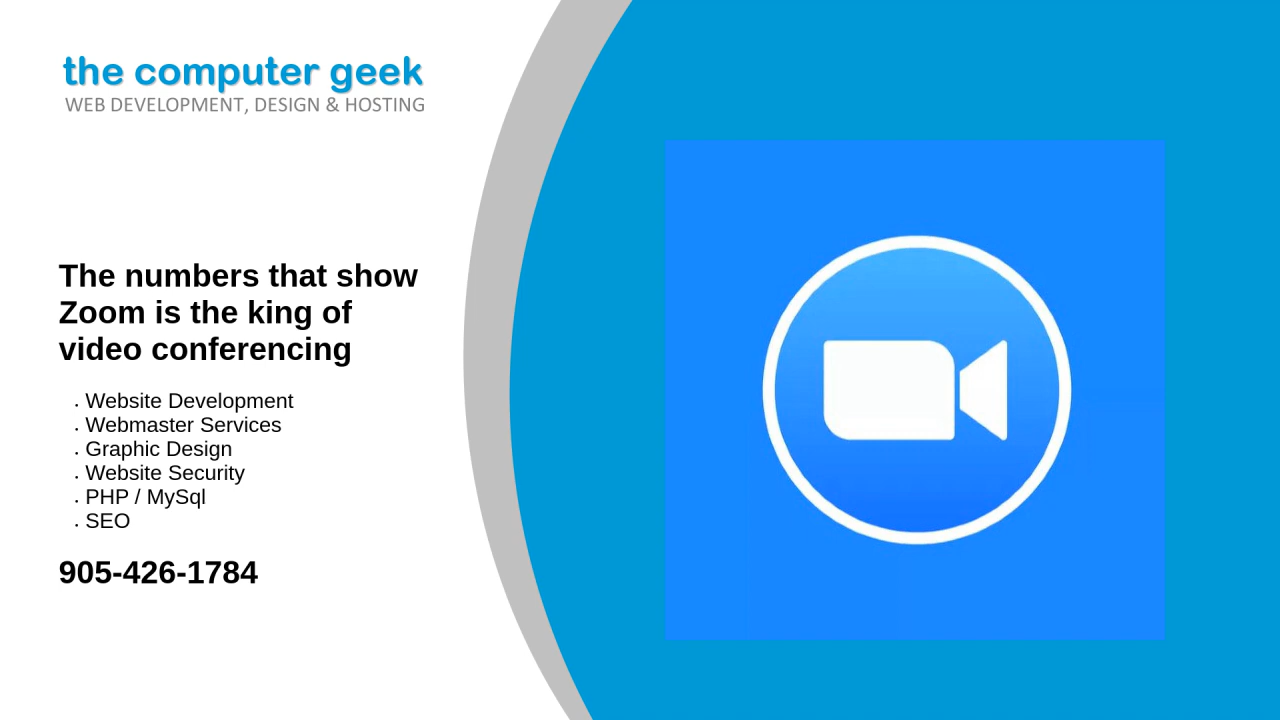 the computer geek
WEB DEVELOPMENT, DESIGN & HOSTING
The numbers that show
Zoom is the king of
video conferencing
. Website Development
. Webmaster Services
. Graphic Design
. Website Security
. PHP / MySql
. SEO
905-426-1784